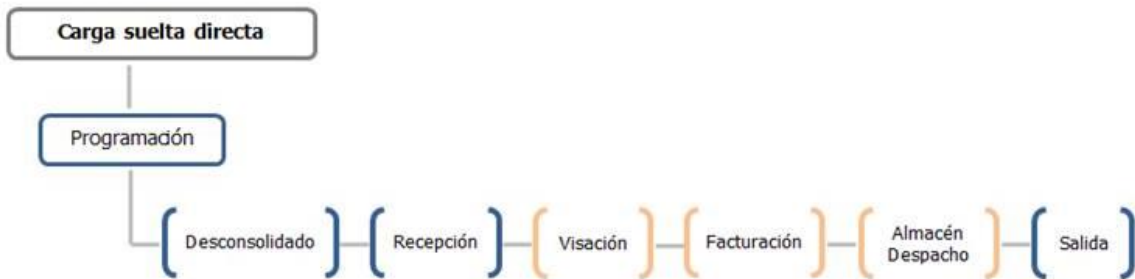 Carga suelta directa
Programación
Desconsolidado
Recepción
Visación
Facturación
Almacén
Despacho
Salida